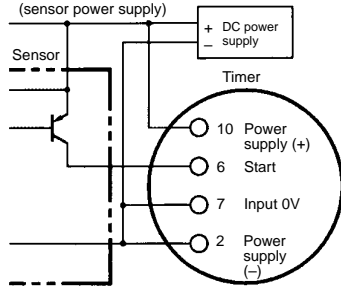 (sensor power supply)
+ DC power
− supply
Sensor
Timer
10 Power
supply (+)
6 Start
7 Input 0V
2 Power
supply
(−)